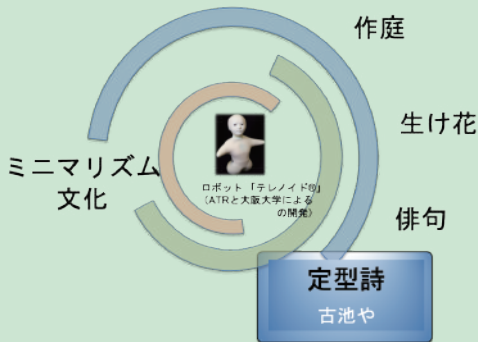 作庭
生け花
ミニマリズム
文化
ロボット 「テレノイド®」
(ATRと大阪大学による
の開発)
俳句
定型詩
古池や